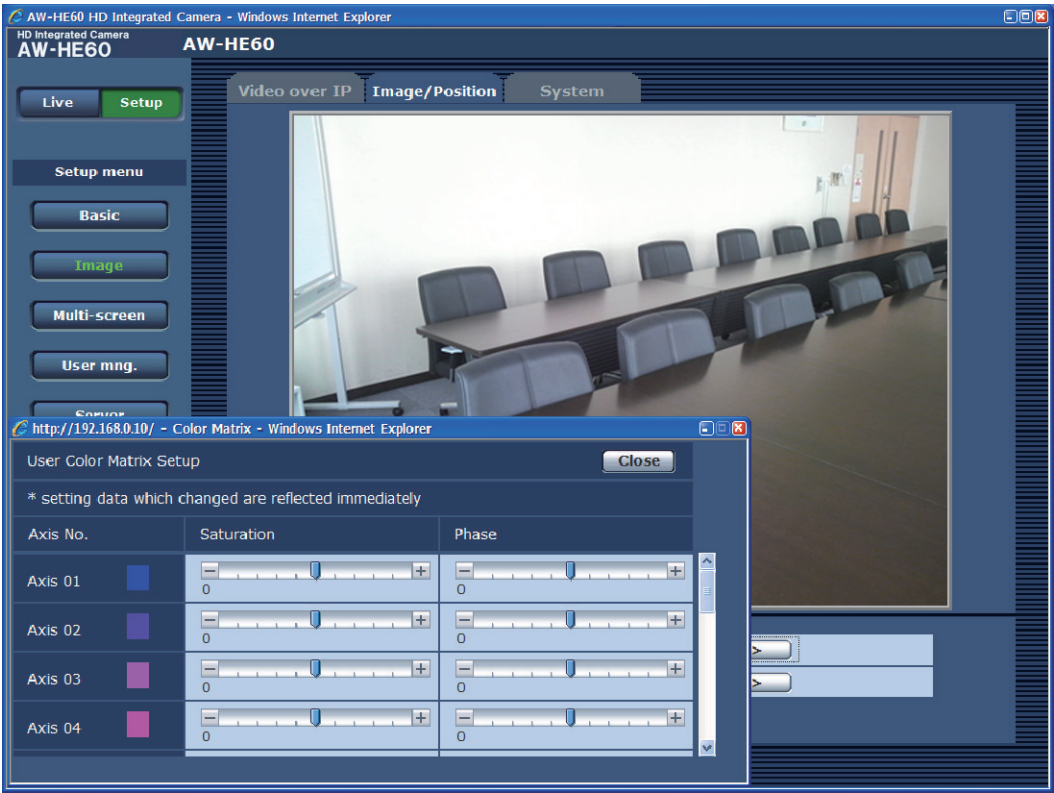 AW-HE60 HD Integrated Camera - Windows Internet Explorer
HD Integrated Camera
AW-HE60
AW-HE60
Live
Setup
Video over IP
Image/Position
System
Setup menu
Basic
Image
Multi-screen
User mng.
Server
http://192.168.0.10/ - Color Matrix - Windows Internet Explorer
User Color Matrix Setup
Close
* setting data which changed are reflected immediately
Axis No.
Saturation
Phase
Axis 01
0
0
Axis 02
0
0
Axis 03
0
0
Axis 04
0
0
>
>